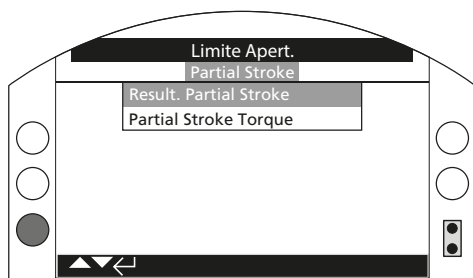 Limite Apert.
Partial Stroke
Result. Partial Stroke
Partial Stroke Torque